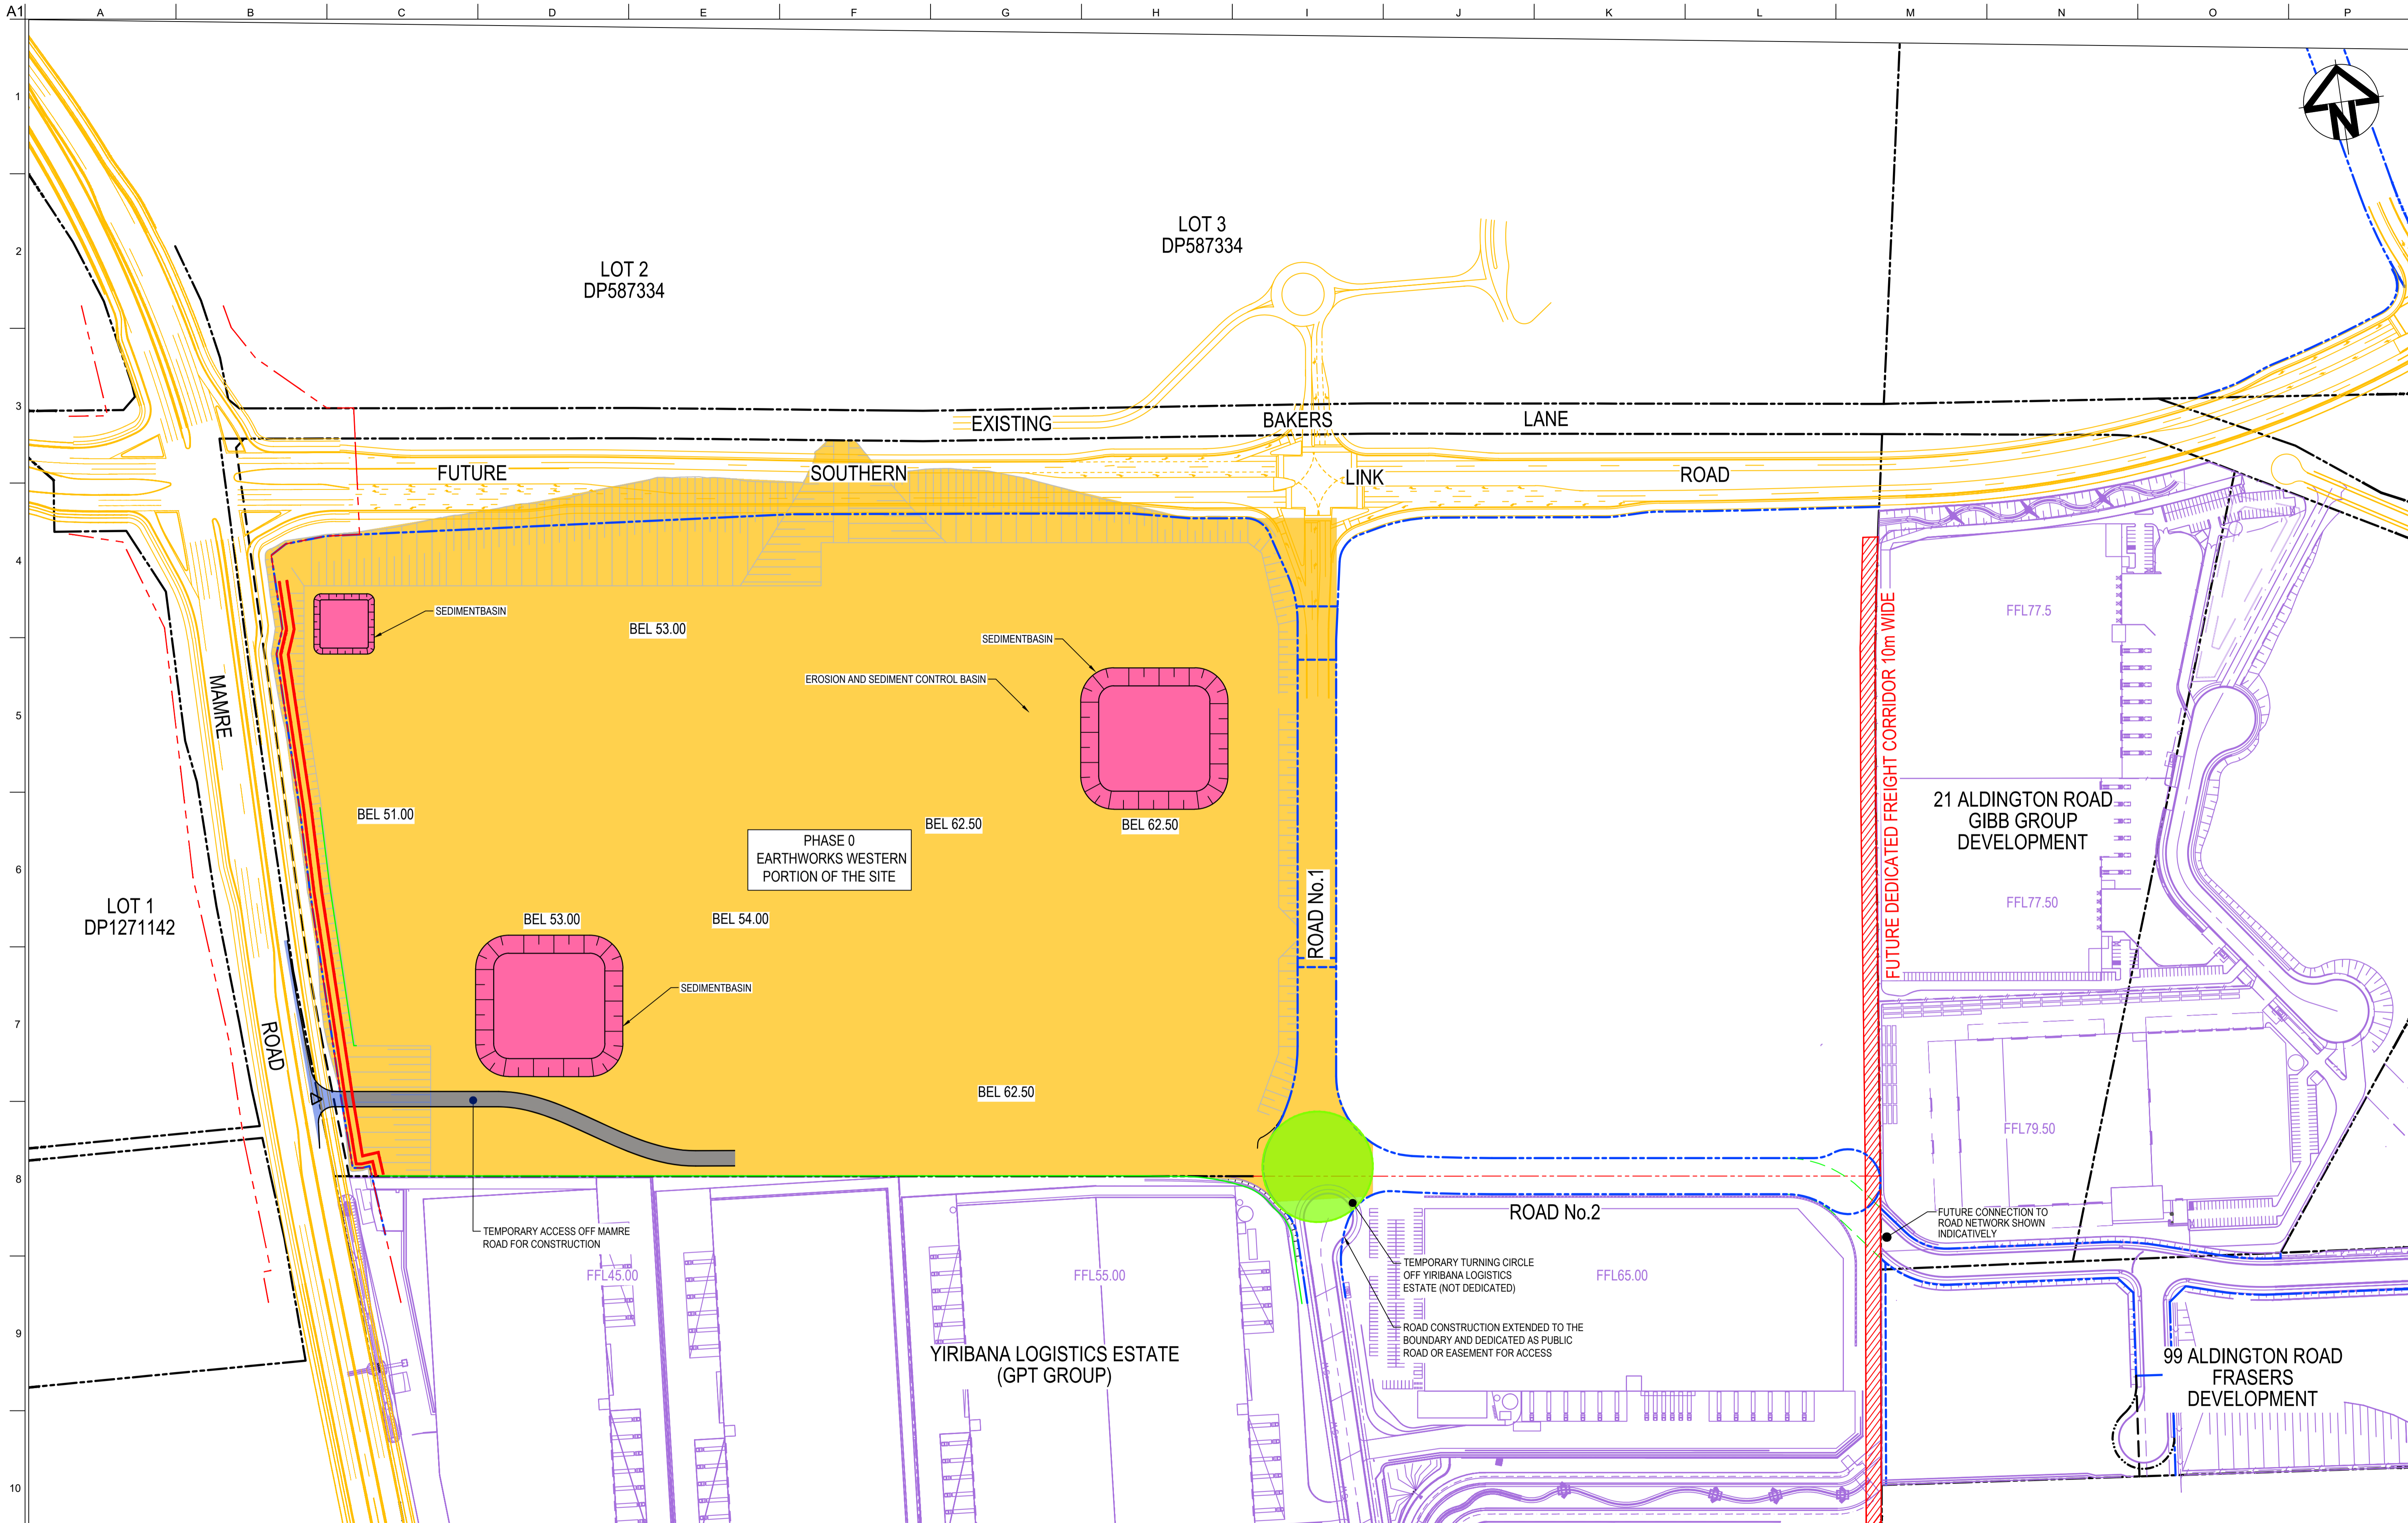 A1
A B C D E F G H I J K L M N O P
1
2
3
4
5
6
7
8
9
10
N
LOT 2
DP587334
LOT 3
DP587334
EXISTING BAKERS LANE
FUTURE SOUTHERN LINK ROAD
SEDIMENTBASIN
BEL 53.00
SEDIMENTBASIN
EROSION AND SEDIMENT CONTROL BASIN
MAMRE
ROAD
BEL 51.00
BEL 62.50
BEL 62.50
PHASE 0
EARTHWORKS WESTERN
PORTION OF THE SITE
LOT 1
DP1271142
BEL 53.00
BEL 54.00
SEDIMENTBASIN
BEL 62.50
ROAD No.1
FUTURE DEDICATED FREIGHT CORRIDOR 10m WIDE
FFL77.5
21 ALDINGTON ROAD
GIBB GROUP
DEVELOPMENT
FFL77.50
FFL79.50
TEMPORARY ACCESS OFF MAMRE
ROAD FOR CONSTRUCTION
ROAD No.2
FUTURE CONNECTION TO
ROAD NETWORK SHOWN
INDICATIVELY
TEMPORARY TURNING CIRCLE
OFF YIRIBANA LOGISTICS
ESTATE (NOT DEDICATED)
FFL45.00
FFL55.00
FFL65.00
ROAD CONSTRUCTION EXTENDED TO THE
BOUNDARY AND DEDICATED AS PUBLIC
ROAD OR EASEMENT FOR ACCESS
YIRIBANA LOGISTICS ESTATE
(GPT GROUP)
99 ALDINGTON ROAD
FRASERS
DEVELOPMENT